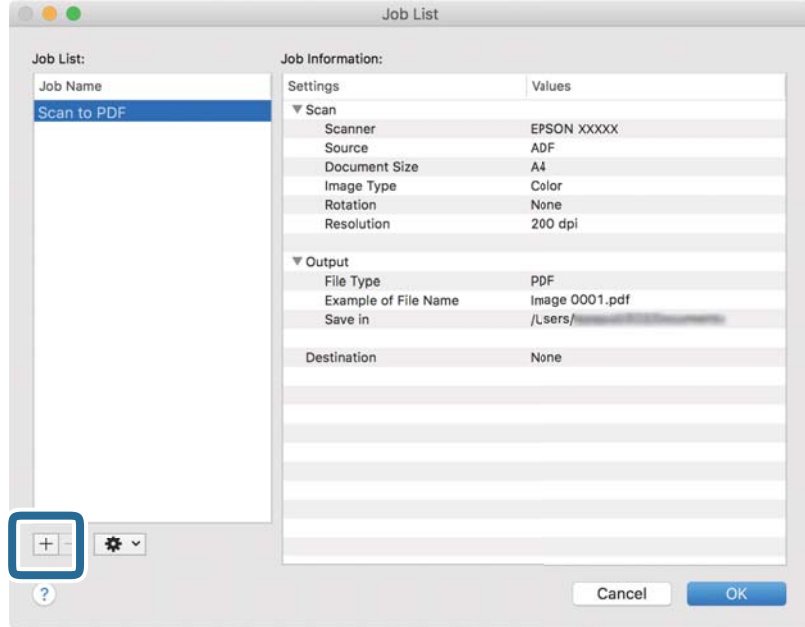 Job List
Job List:
Job Information:
Job Name
Scan to PDF
Settings Values
Scan
Scanner EPSON XXXXX
Source ADF
Document Size A4
Image Type Color
Rotation None
Resolution 200 dpi
Output
File Type PDF
Example of File Name Image 0001.pdf
Save in /Lsers/
Destination None
+ -
?
Cancel
OK